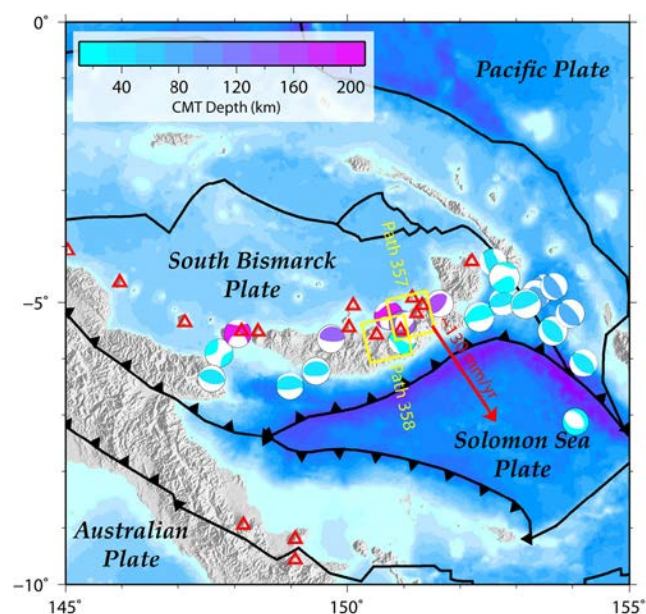 0°
40 80 120 160 200
CMT Depth (km)
Pacific Plate
South Bismarck
Plate
Path 357
−5°
Path 358
Solomon Sea
Plate
Australian
Plate
−10°
145° 150° 155°